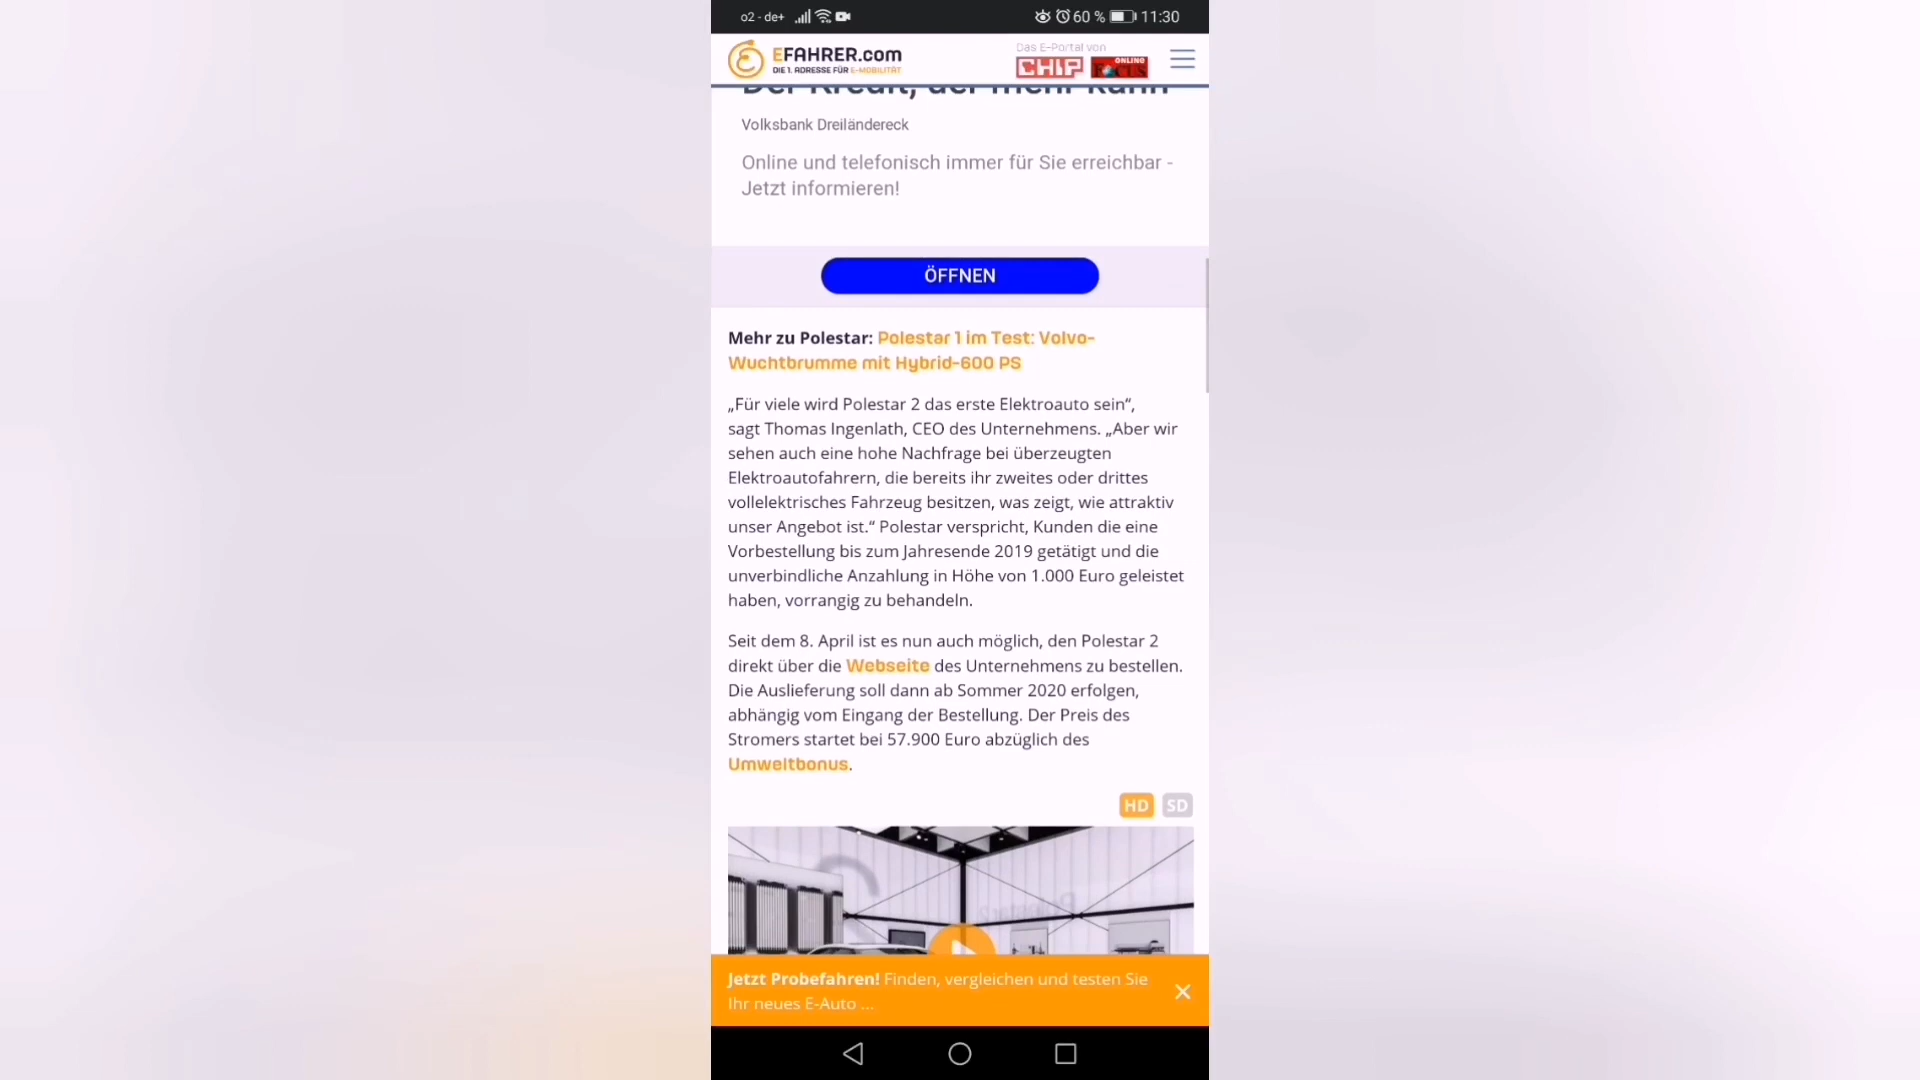 o2 - de+
60 %
11:30
EFAHRER.com
DIE 1. ADRESSE FÜR E-MOBILITÄT
Das E-Portal von
CHIP
FOCUS ONLINE
Der Kredit, der mehr kann
Volksbank Dreiländereck
Online und telefonisch immer für Sie erreichbar -
Jetzt informieren!
ÖFFNEN
Mehr zu Polestar: Polestar 1 im Test: Volvo-
Wuchtbrumme mit Hybrid-600 PS
„Für viele wird Polestar 2 das erste Elektroauto sein“,
sagt Thomas Ingenlath, CEO des Unternehmens. „Aber wir
sehen auch eine hohe Nachfrage bei überzeugten
Elektroautofahrern, die bereits ihr zweites oder drittes
vollelektrisches Fahrzeug besitzen, was zeigt, wie attraktiv
unser Angebot ist.“ Polestar verspricht, Kunden die eine
Vorbestellung bis zum Jahresende 2019 getätigt und die
unverbindliche Anzahlung in Höhe von 1.000 Euro geleistet
haben, vorrangig zu behandeln.
Seit dem 8. April ist es nun auch möglich, den Polestar 2
direkt über die Webseite des Unternehmens zu bestellen.
Die Auslieferung soll dann ab Sommer 2020 erfolgen,
abhängig vom Eingang der Bestellung. Der Preis des
Stromers startet bei 57.900 Euro abzüglich des
Umweltbonus.
HD SD
Jetzt Probefahren! Finden, vergleichen und testen Sie
Ihr neues E-Auto ...